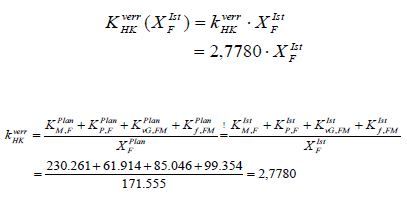 K_{HK}^{verr}(X_F^{Ist}) = k_{HK}^{verr} · X_F^{Ist}
= 2,7780 · X_F^{Ist}
k_{HK}^{verr} = \frac{K_{M,F}^{Plan} + K_{P,F}^{Plan} + K_{vG,FM}^{Plan} + K_{f,FM}^{Plan}}{X_F^{Plan}} \overset{!}{=} \frac{K_{M,F}^{Ist} + K_{P,F}^{Ist} + K_{vG,FM}^{Ist} + K_{f,FM}^{Ist}}{X_F^{Ist}}
= \frac{230.261 + 61.914 + 85.046 + 99.354}{171.555} = 2,7780